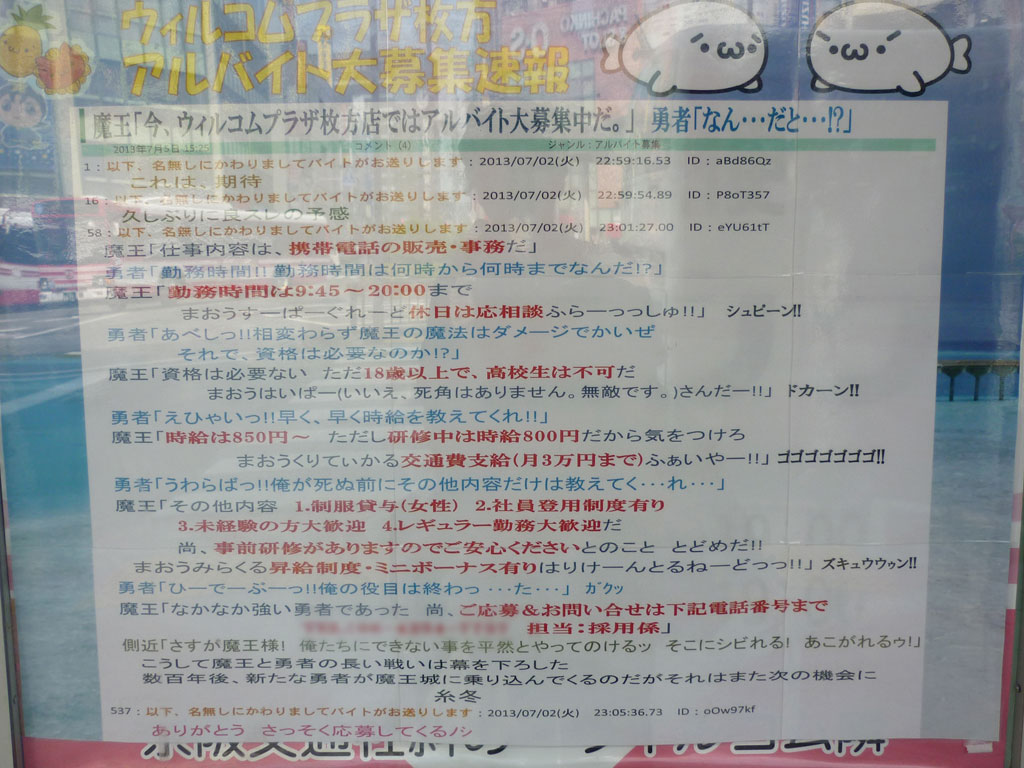 ウィルコムプラザ枚方
アルバイト大募集速報
魔王「今、ウィルコムプラザ枚方店ではアルバイト大募集中だ。」 勇者「なん・・・だと・・・!?」
2013年7月5日 15:25 コメント (4) ジャンル：アルバイト募集
1：以下、名無しにかわりましてバイトがお送りします：2013/07/02(火) 22:59:16.53 ID：aBd86Qz
これは、期待
16：以下、名無しにかわりましてバイトがお送りします：2013/07/02(火) 22:59:54.89 ID：P8oT357
久しぶりに良スレの予感
58：以下、名無しにかわりましてバイトがお送りします：2013/07/02(火) 23:01:27.00 ID：eYU61tT
魔王「仕事内容は、携帯電話の販売・事務だ」
勇者「勤務時間!!勤務時間は何時から何時までなんだ!?」
魔王「勤務時間は9:45～20:00まで
まおうすーぱーぐれーと休日は応相談ふらーっっしゅ!!」 シュピーン!!
勇者「あべしっ!!相変わらず魔王の魔法はダメージでかいぜ
それで、資格は必要なのか!?」
魔王「資格は必要ない ただ18歳以上で、高校生は不可だ
まおうはいぱー(いいえ、死角はありません。無敵です。)さんだー!!」 ドカーン!!
勇者「えひゃいっ!!早く、早く時給を教えてくれ!!」
魔王「時給は850円～ ただし研修中は時給800円だから気をつけろ
まおうくりてぃかる交通費支給(月3万円まで)ふぁいやー!!」 ゴゴゴゴゴゴゴ!!
勇者「うわらばっ!!俺が死ぬ前にその他内容だけは教えてく・・・れ・・・」
魔王「その他内容 1.制服貸与(女性) 2.社員登用制度有り
3.未経験の方大歓迎 4.レギュラー勤務大歓迎だ
尚、事前研修がありますのでご安心くださいとのこと とどめだ!!
まおうみらくる昇給制度・ミニボーナス有りはりけーんとるねーどっっ!!」 ズキュウウゥン!!
勇者「ひーでーぶーっ!!俺の役目は終わっ ・・・た・・・」 ｶﾞｸｯ
魔王「なかなか強い勇者であった 尚、ご応募＆お問い合せは下記電話番号まで
担当：採用係」
側近「さすが魔王様! 俺たちにできない事を平然とやってのけるッ そこにシビれる! あこがれるゥ!」
こうして魔王と勇者の長い戦いは幕を下ろした
数百年後、新たな勇者が魔王城に乗り込んでくるのだがそれはまた次の機会に
糸冬
537：以下、名無しにかわりましてバイトがお送りします：2013/07/02(火) 23:05:36.73 ID：oOw97kf
ありがとう さっそく応募してくるノシ